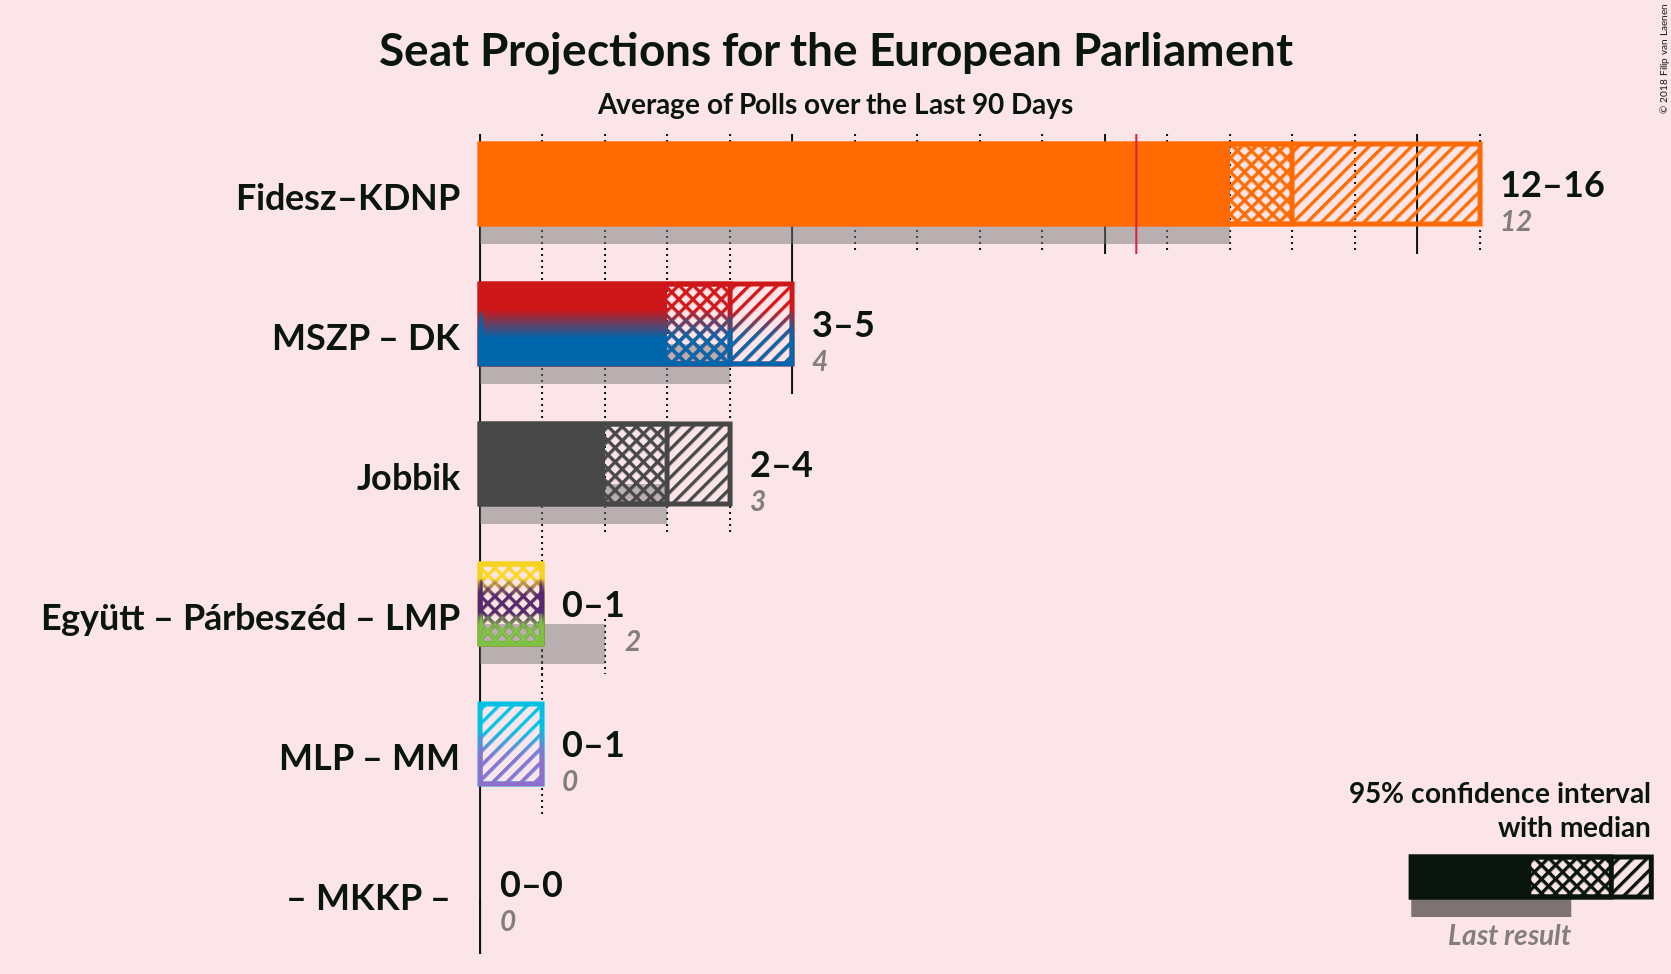 Seat Projections for the European Parliament
Average of Polls over the Last 90 Days
© 2018 Filip van Laenen
Fidesz–KDNP
12–16
12
MSZP – DK
3–5
4
Jobbik
2–4
3
Együtt – Párbeszéd – LMP
0–1
2
MLP – MM
0–1
0
– MKKP –
0–0
0
95% confidence interval
with median
Last result